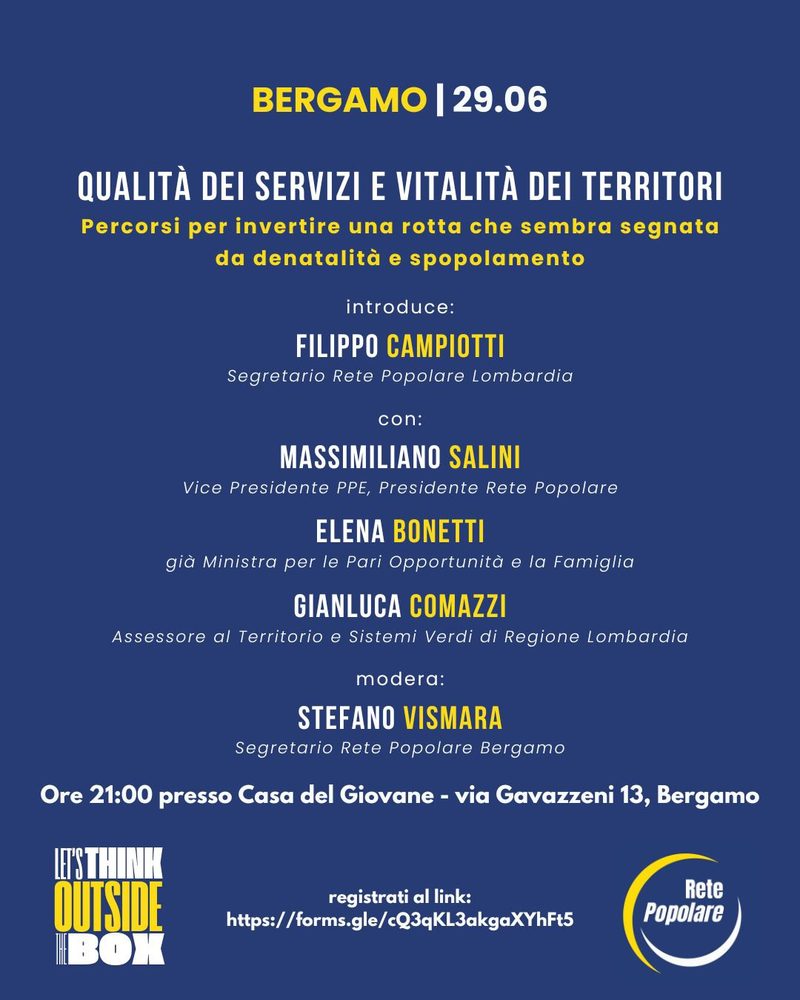 BERGAMO | 29.06
QUALITÀ DEI SERVIZI E VITALITÀ DEI TERRITORI
Percorsi per invertire una rotta che sembra segnata
da denatalità e spopolamento
introduce:
FILIPPO CAMPIOTTI
Segretario Rete Popolare Lombardia
con:
MASSIMILIANO SALINI
Vice Presidente PPE, Presidente Rete Popolare
ELENA BONETTI
già Ministra per le Pari Opportunità e la Famiglia
GIANLUCA COMAZZI
Assessore al Territorio e Sistemi Verdi di Regione Lombardia
modera:
STEFANO VISMARA
Segretario Rete Popolare Bergamo
Ore 21:00 presso Casa del Giovane - via Gavazzeni 13, Bergamo
LET'S THINK
OUTSIDE
THE BOX
registrati al link:
https://forms.gle/cQ3qKL3akgaXYhFt5
Rete
Popolare